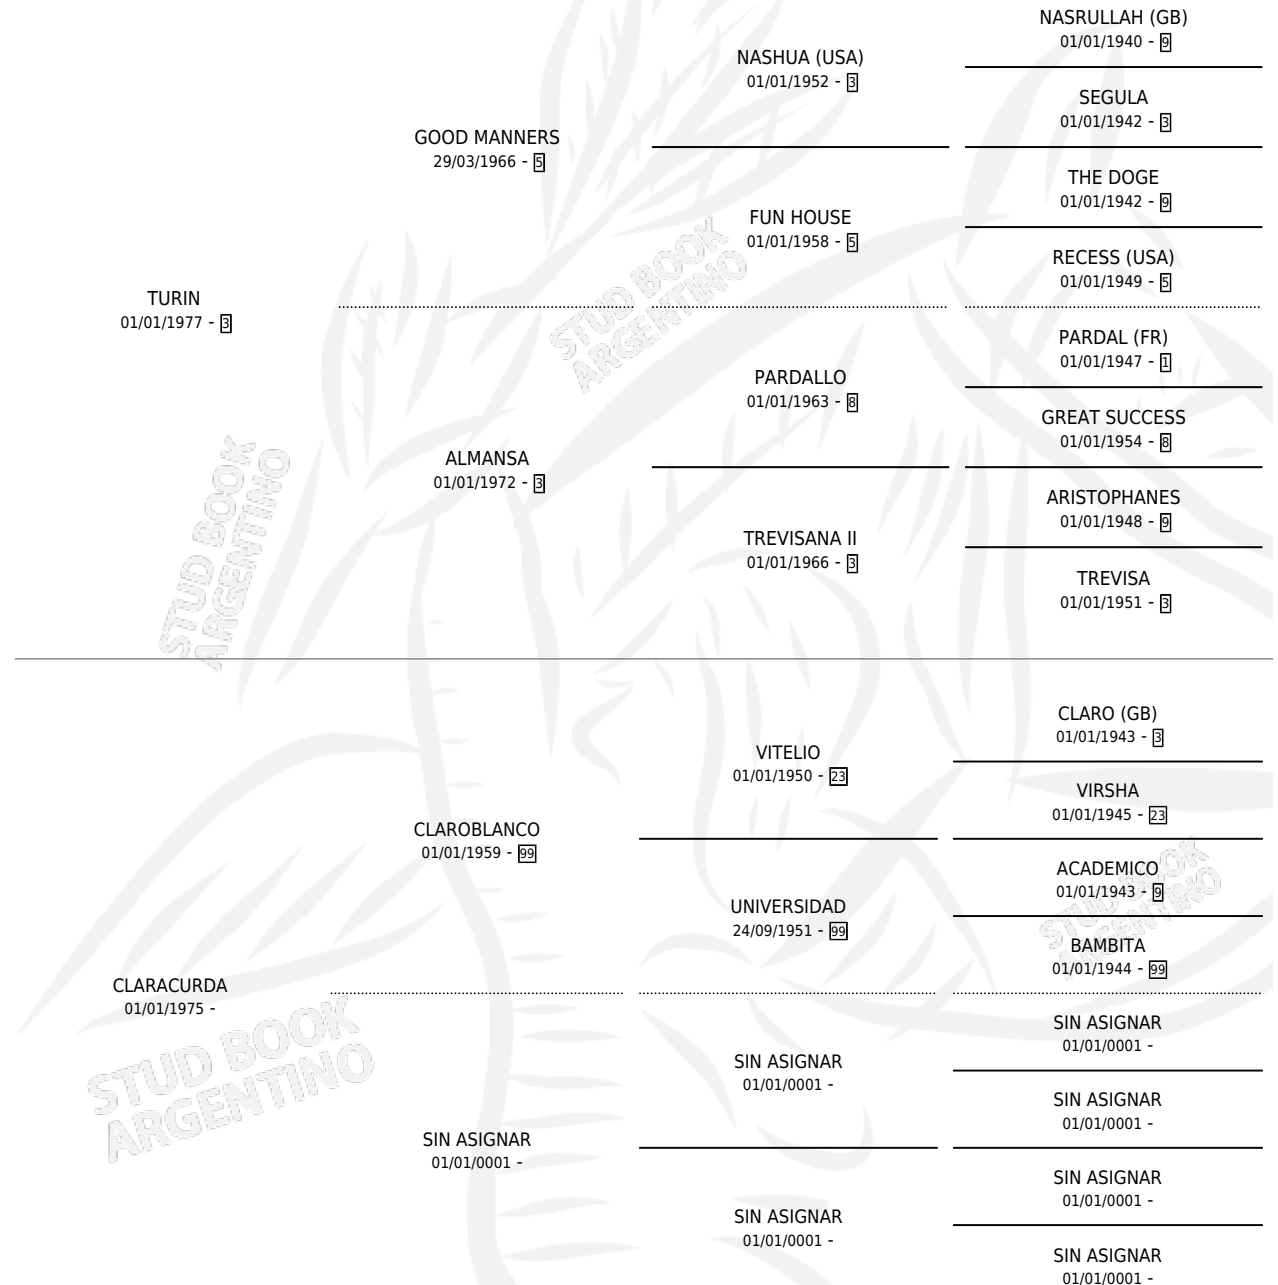 NASRULLAH (GB)
01/01/1940 - 9
NASHUA (USA)
01/01/1952 - 3
SEGULA
01/01/1942 - 3
GOOD MANNERS
29/03/1966 - 5
THE DOGE
01/01/1942 - 9
FUN HOUSE
01/01/1958 - 5
RECESS (USA)
01/01/1949 - 5
TURIN
01/01/1977 - 3
PARDAL (FR)
01/01/1947 - 1
PARDALLO
01/01/1963 - 8
GREAT SUCCESS
01/01/1954 - 8
ALMANSA
01/01/1972 - 3
ARISTOPHANES
01/01/1948 - 9
TREVISANA II
01/01/1966 - 3
TREVISA
01/01/1951 - 3
STUD BOOK
ARGENTINO
STUD BOOK
ARGENTINO
CLARO (GB)
01/01/1943 - 3
VITELIO
01/01/1950 - 23
VIRSHA
01/01/1945 - 23
CLAROBLANCO
01/01/1959 - 99
ACADEMICO
01/01/1943 - 9
UNIVERSIDAD
24/09/1951 - 99
BAMBITA
01/01/1944 - 99
CLARACURDA
01/01/1975 -
SIN ASIGNAR
01/01/0001 -
SIN ASIGNAR
01/01/0001 -
SIN ASIGNAR
01/01/0001 -
SIN ASIGNAR
01/01/0001 -
SIN ASIGNAR
01/01/0001 -
SIN ASIGNAR
01/01/0001 -
SIN ASIGNAR
01/01/0001 -
STUD BOOK
ARGENTINO
STUD BOOK
ARGENTINO